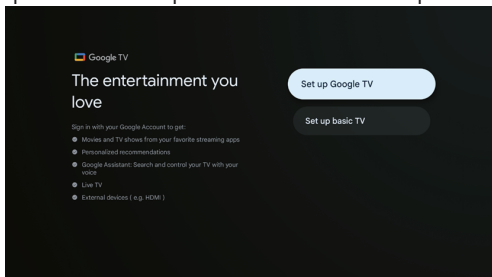 Google TV
The entertainment you
love
Sign in with your Google Account to get:
Movies and TV shows from your favorite streaming apps
Personalized recommendations
Google Assistant: Search and control your TV with your
voice
Live TV
External devices ( e.g. HDMI )
Set up Google TV
Set up basic TV